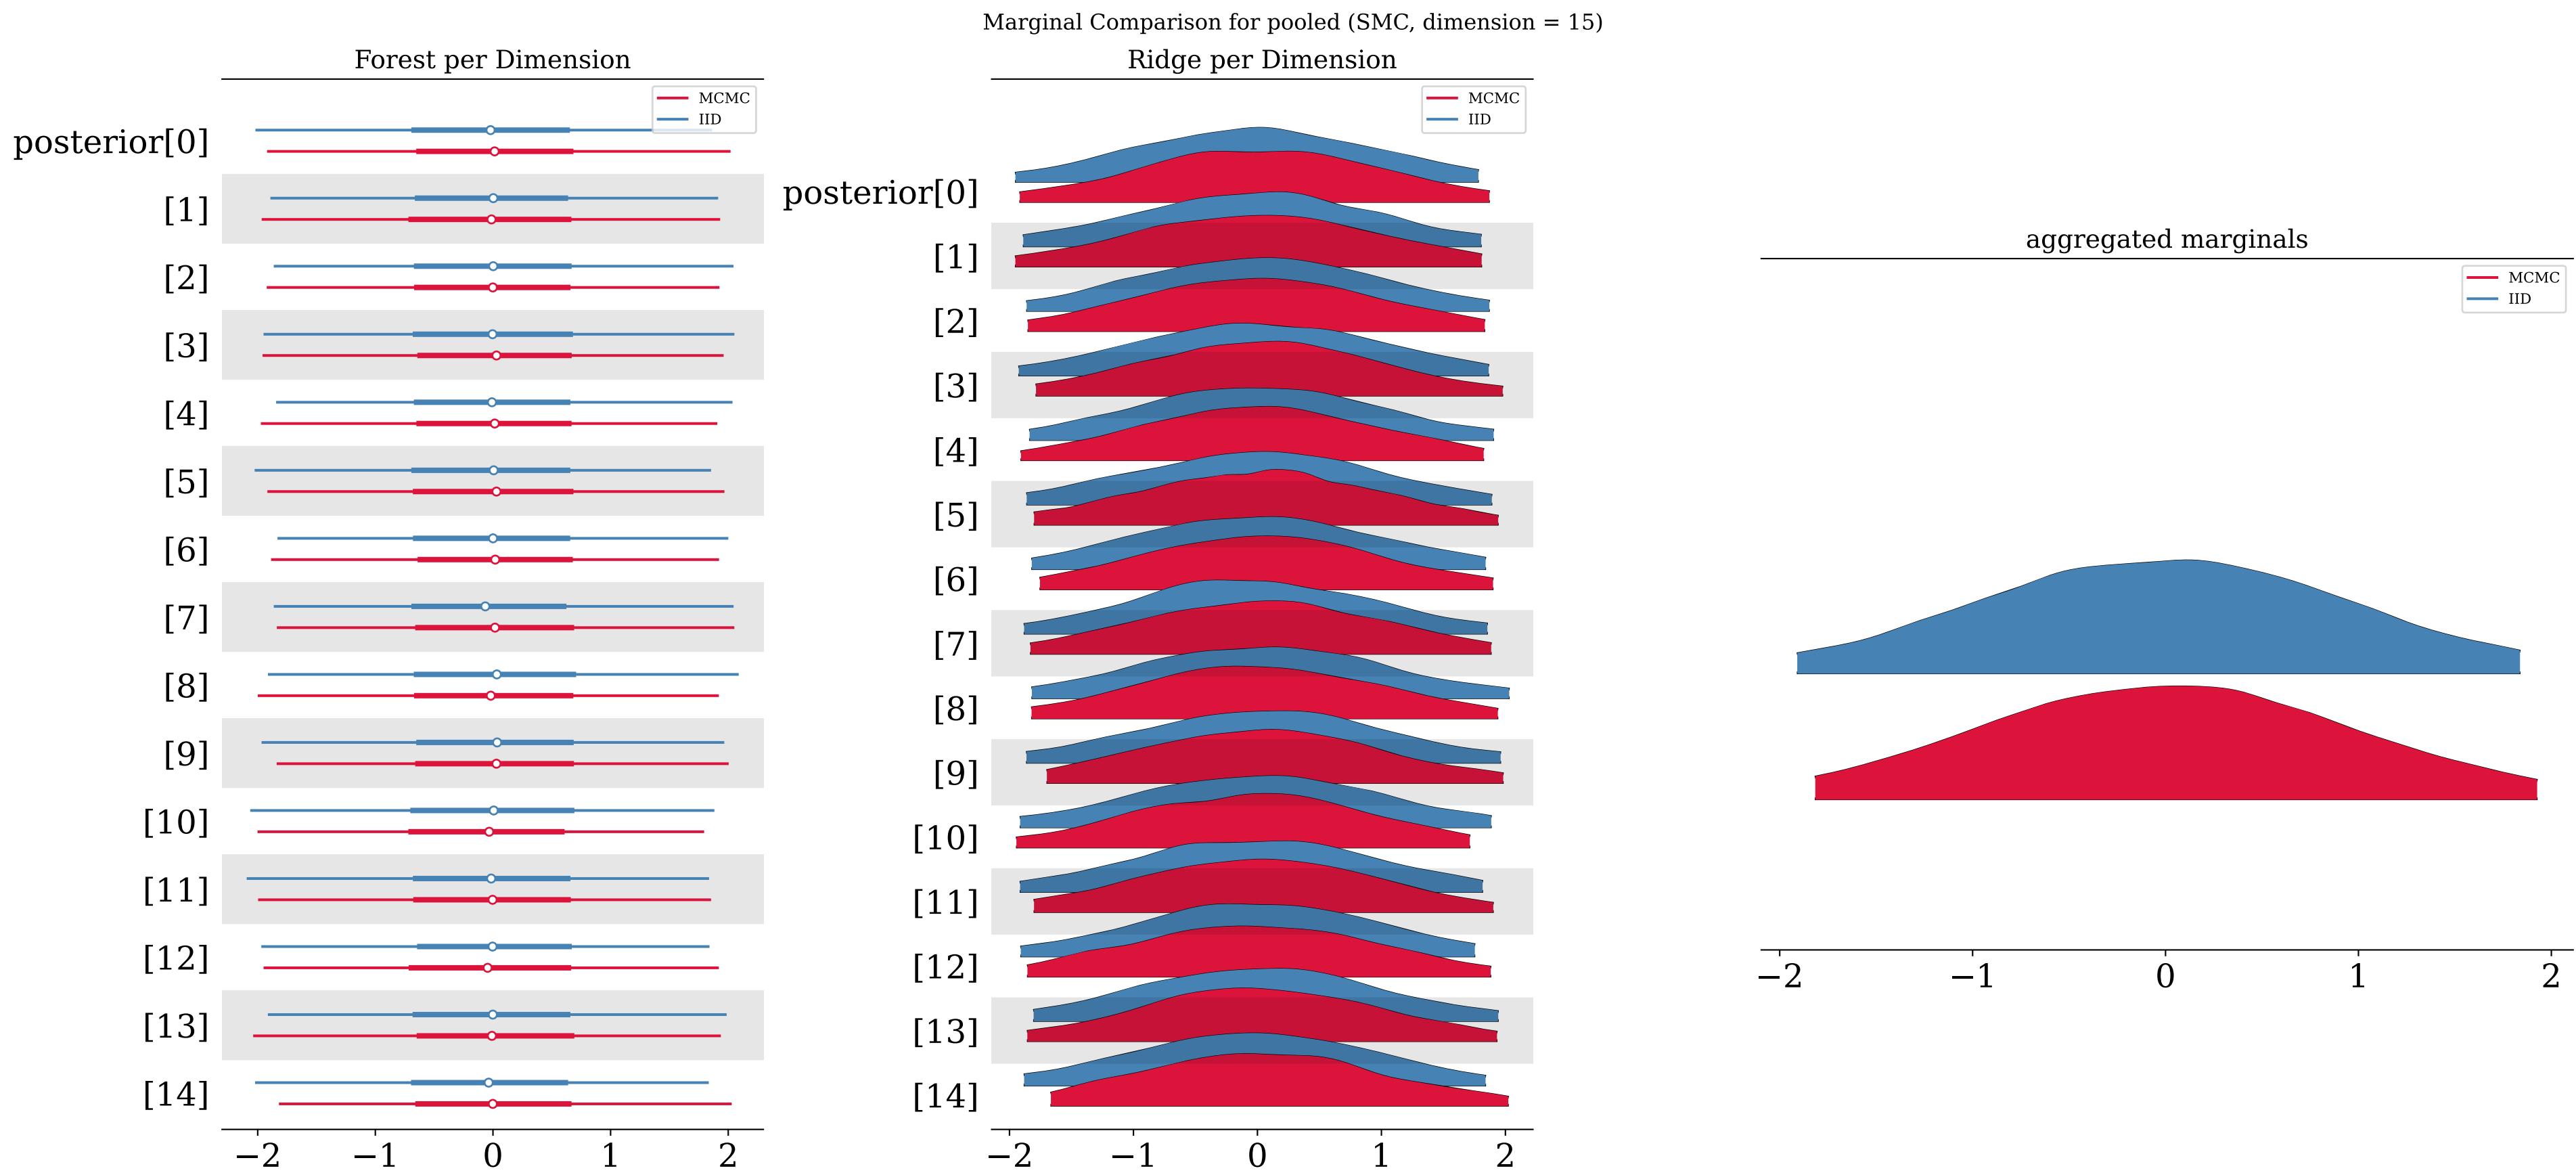 Marginal Comparison for pooled (SMC, dimension = 15)
Forest per Dimension
MCMC
IID
posterior[0]
[1]
[2]
[3]
[4]
[5]
[6]
[7]
[8]
[9]
[10]
[11]
[12]
[13]
[14]
−2 −1 0 1 2
Ridge per Dimension
MCMC
IID
posterior[0]
[1]
[2]
[3]
[4]
[5]
[6]
[7]
[8]
[9]
[10]
[11]
[12]
[13]
[14]
−2 −1 0 1 2
aggregated marginals
MCMC
IID
−2 −1 0 1 2